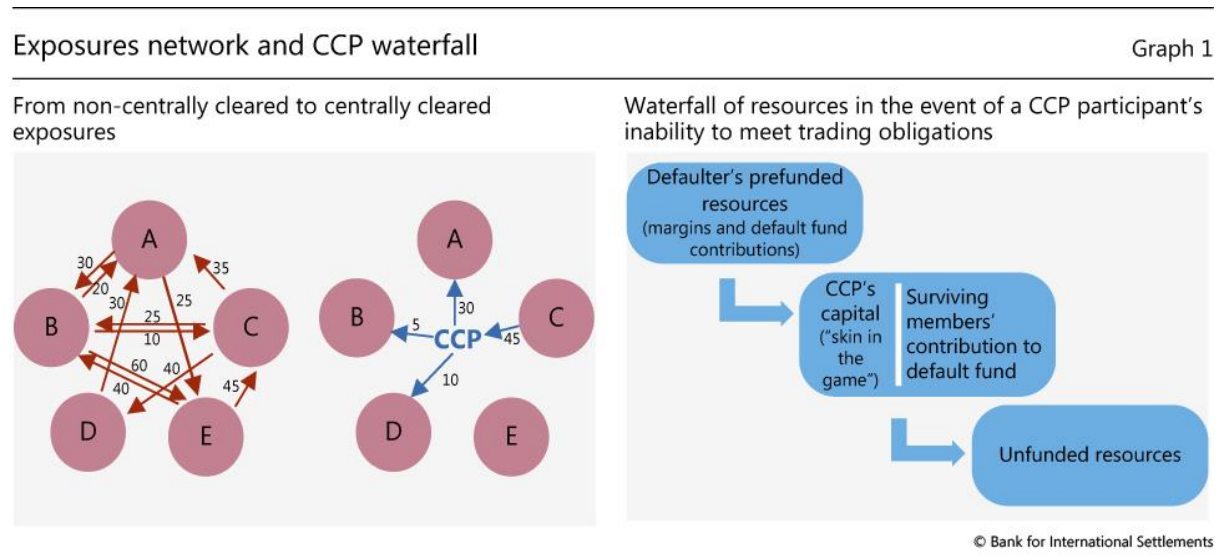 Exposures network and CCP waterfall
Graph 1
From non-centrally cleared to centrally cleared
exposures
A
30
20
30
25
35
B
25
10
C
60
40
40
45
D
E
A
B
5
30
CCP
45
C
10
D
E
Waterfall of resources in the event of a CCP participant's
inability to meet trading obligations
Defaulter's prefunded
resources
(margins and default fund
contributions)
CCP's
capital
("skin in
the
game")
Surviving
members'
contribution to
default fund
Unfunded resources
© Bank for International Settlements